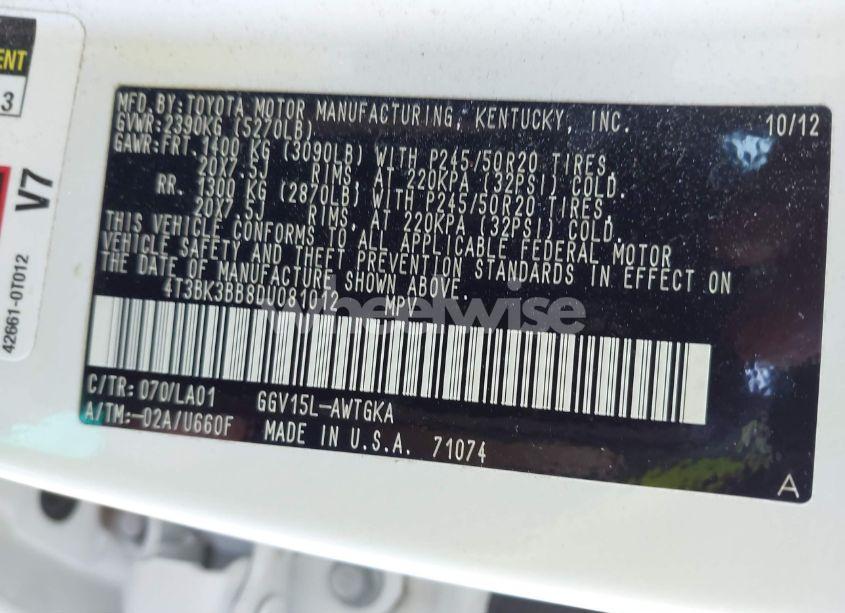 ENT
3
V7
42661-0T012
MFD. BY: TOYOTA MOTOR MANUFACTURING, KENTUCKY, INC. 10/12
GVWR: 2390KG (5270LB)
GAWR: FRT. 1400 KG (3090LB) WITH P245/50R20 TIRES,
20X7.5J RIMS, AT 220KPA (32PSI) COLD.
RR. 1300 KG (2870LB) WITH P245/50R20 TIRES,
20X7.5J RIMS, AT 220KPA (32PSI) COLD.
THIS VEHICLE CONFORMS TO ALL APPLICABLE FEDERAL MOTOR
VEHICLE SAFETY AND THEFT PREVENTION STANDARDS IN EFFECT ON
THE DATE OF MANUFACTURE SHOWN ABOVE.
4T3BK3BB8DU081012 MPV
wheelwise
C/TR: 070/LA01 GGV15L-AWTGKA
A/TM:-02A/U660F MADE IN U.S.A. 71074
A